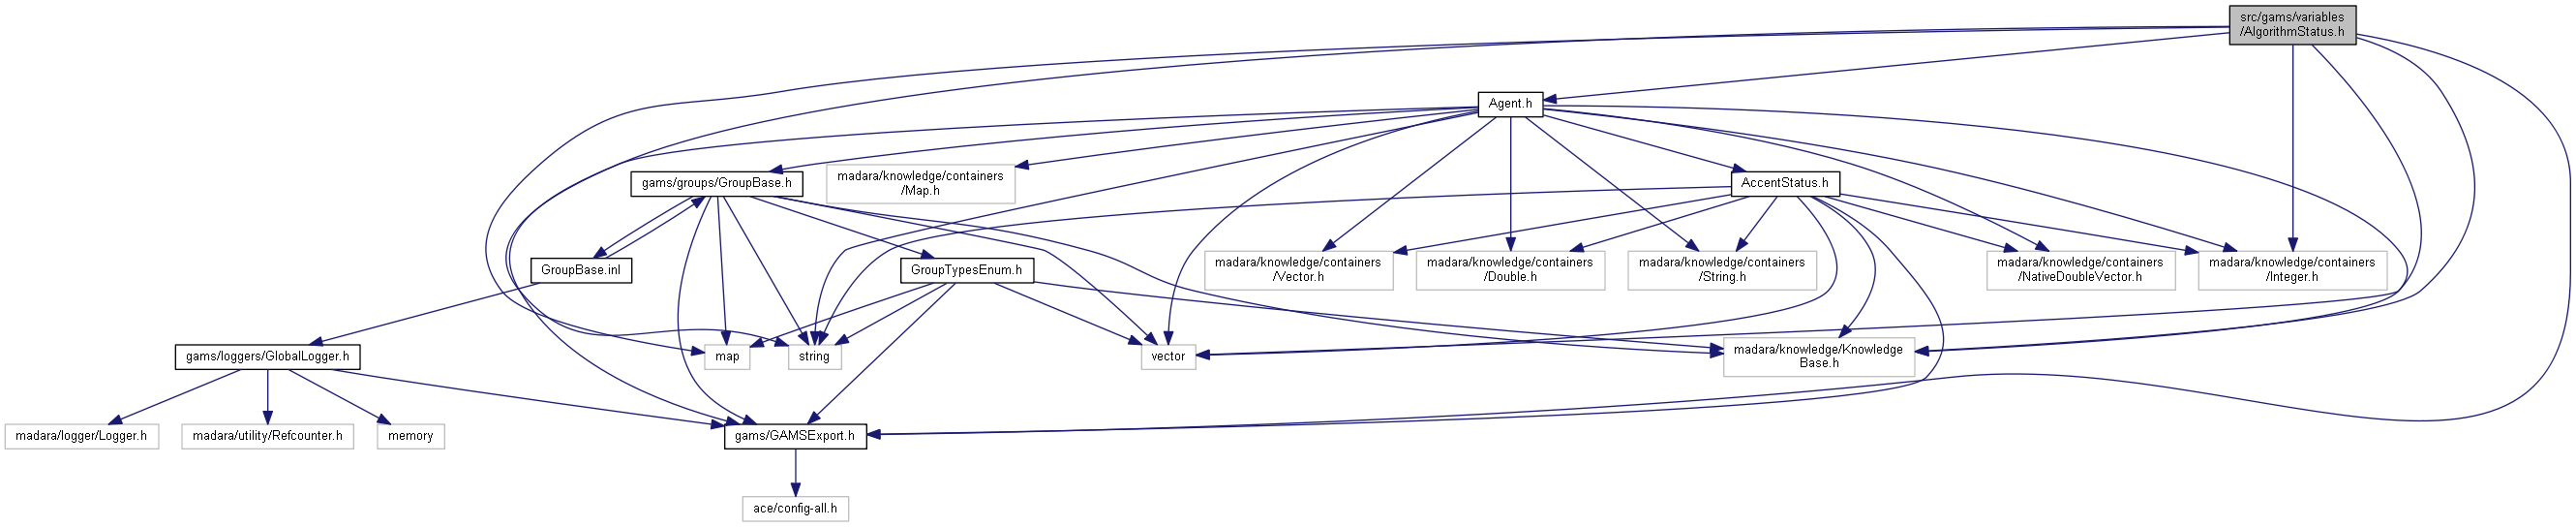 src/gams/variables
/AlgorithmStatus.h
Agent.h
gams/groups/GroupBase.h
madara/knowledge/containers
/Map.h
AccentStatus.h
GroupBase.inl
GroupTypesEnum.h
madara/knowledge/containers
/Vector.h
madara/knowledge/containers
/Double.h
madara/knowledge/containers
/String.h
madara/knowledge/containers
/NativeDoubleVector.h
madara/knowledge/containers
/Integer.h
gams/loggers/GlobalLogger.h
map
string
vector
madara/knowledge/Knowledge
Base.h
madara/logger/Logger.h
madara/utility/Refcounter.h
memory
gams/GAMSExport.h
ace/config-all.h